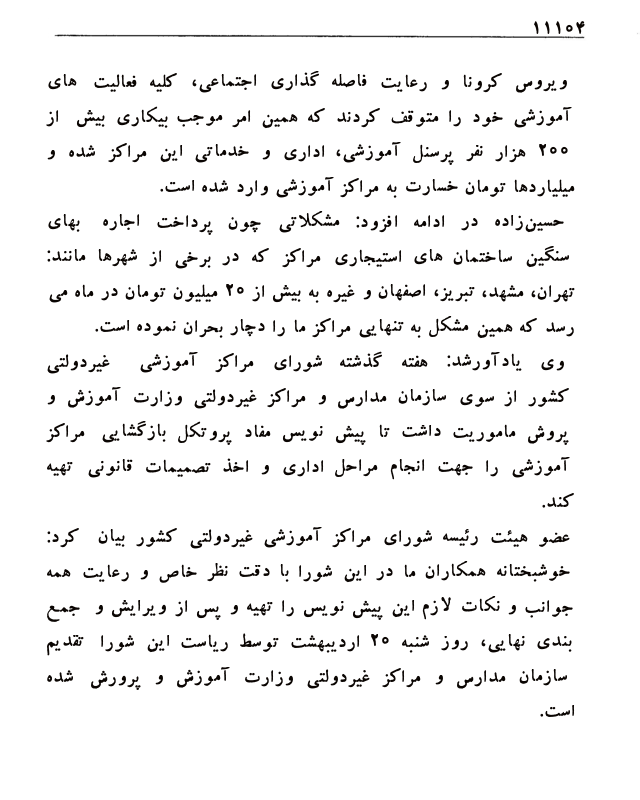 ۱۱۱۰۴
ویروس کرونا و رعایت فاصله گذاری اجتماعی، کلیه فعالیت های
آموزشی خود را متوقف کردند که همین امر موجب بیکاری بیش از
۲۰۰ هزار نفر پرسنل آموزشی، اداری و خدماتی این مراکز شده و
میلیاردها تومان خسارت به مراکز آموزشی وارد شده است.
حسین‌زاده در ادامه افزود: مشکلاتی چون پرداخت اجاره بهای
سنگین ساختمان های استیجاری مراکز که در برخی از شهرها مانند:
تهران، مشهد، تبریز، اصفهان و غیره به بیش از ۲۰ میلیون تومان در ماه می
رسد که همین مشکل به تنهایی مراکز ما را دچار بحران نموده است.
وی یادآورشد: هفته گذشته شورای مراکز آموزشی غیردولتی
کشور از سوی سازمان مدارس و مراکز غیردولتی وزارت آموزش و
پروش ماموریت داشت تا پیش نویس مفاد پروتکل بازگشایی مراکز
آموزشی را جهت انجام مراحل اداری و اخذ تصمیمات قانونی تهیه
کند.
عضو هیئت رئیسه شورای مراکز آموزشی غیردولتی کشور بیان کرد:
خوشبختانه همکاران ما در این شورا با دقت نظر خاص و رعایت همه
جوانب و نکات لازم این پیش نویس را تهیه و پس از ویرایش و جمع
بندی نهایی، روز شنبه ۲۰ اردیبهشت توسط ریاست این شورا تقدیم
سازمان مدارس و مراکز غیردولتی وزارت آموزش و پرورش شده
است.